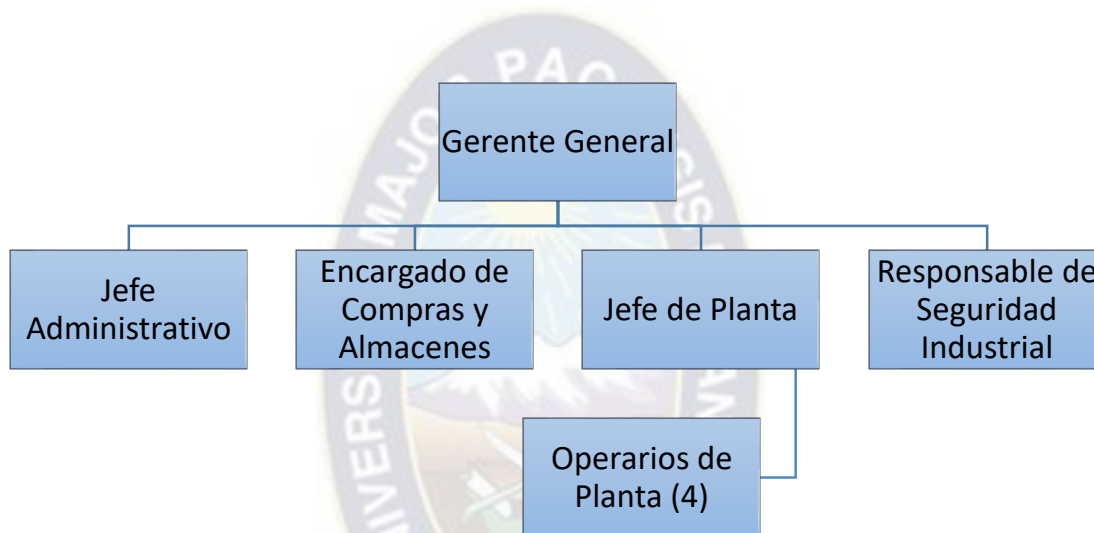 Gerente General
Jefe
Administrativo
Encargado de
Compras y
Almacenes
Jefe de Planta
Responsable de
Seguridad
Industrial
Operarios de
Planta (4)